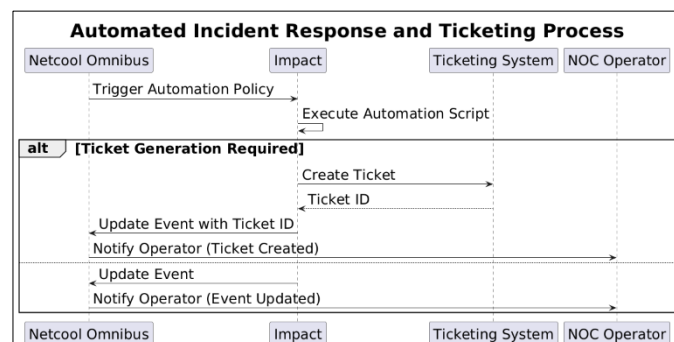 Automated Incident Response and Ticketing Process
Netcool Omnibus Impact Ticketing System NOC Operator
Trigger Automation Policy
Execute Automation Script
alt [Ticket Generation Required]
Create Ticket
Ticket ID
Update Event with Ticket ID
Notify Operator (Ticket Created)
Update Event
Notify Operator (Event Updated)
Netcool Omnibus Impact Ticketing System NOC Operator